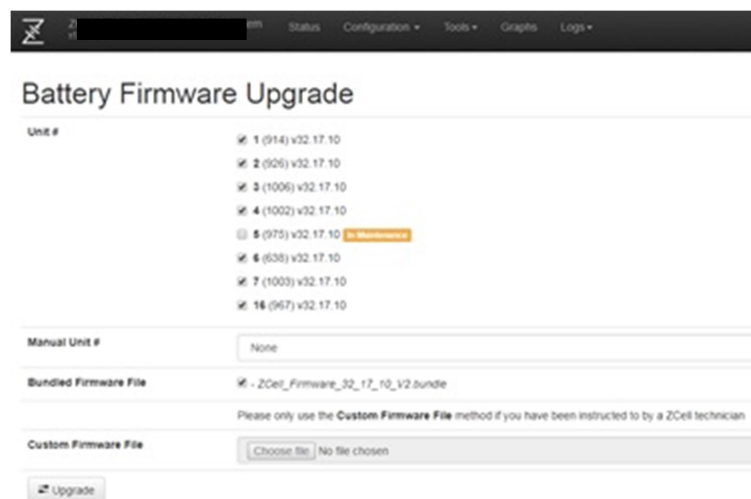 Status Configuration Tools Graphs Logs
Battery Firmware Upgrade
Unit #
1 (914) v32.17.10
2 (926) v32.17.10
3 (1006) v32.17.10
4 (1002) v32.17.10
5 (975) v32.17.10 In Maintenance
6 (638) v32.17.10
7 (1003) v32.17.10
16 (967) v32.17.10
Manual Unit #
None
Bundled Firmware File
- ZCell_Firmware_32_17_10_V2.bundle
Please only use the Custom Firmware File method if you have been instructed to by a ZCell technician
Custom Firmware File
Choose file No file chosen
Upgrade